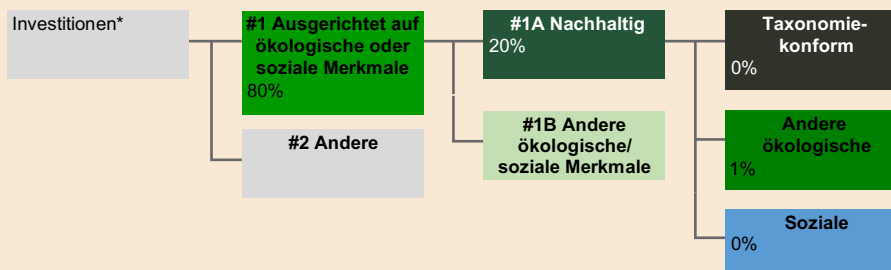 Investitionen*
#1 Ausgerichtet auf
ökologische oder
soziale Merkmale
80%
#2 Andere
#1A Nachhaltig
20%
#1B Andere
ökologische/
soziale Merkmale
Taxonomie-
konform
0%
Andere
ökologische
1%
Soziale
0%